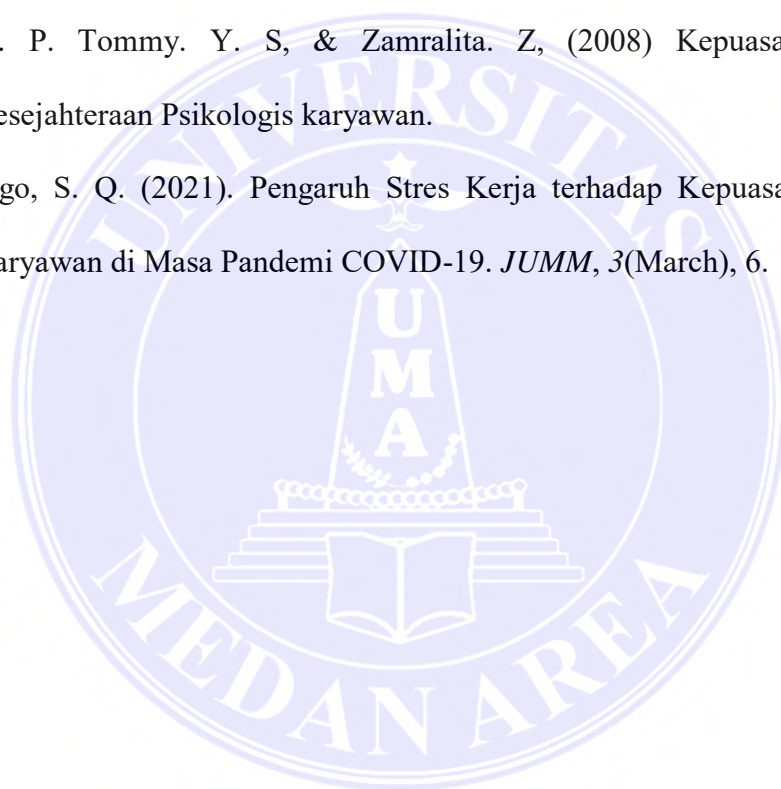 . P. Tommy. Y. S, & Zamralita. Z, (2008) Kepuasa
esejahteraan Psikologis karyawan.
go, S. Q. (2021). Pengaruh Stres Kerja terhadap Kepuasa
aryawan di Masa Pandemi COVID-19. JUMM, 3(March), 6.
UNIVERSITAS
U
M
A
MEDAN AREA